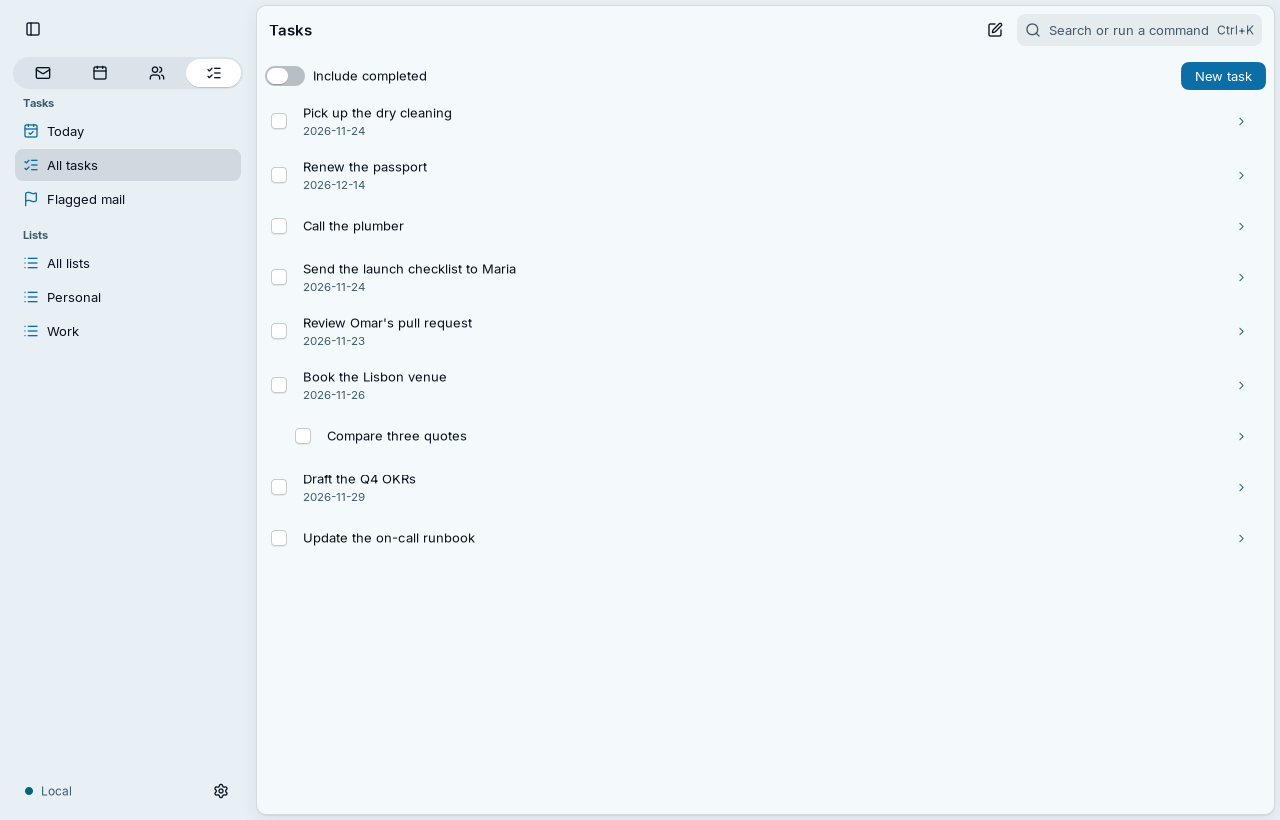 Tasks
Search or run a command Ctrl+K
Tasks
Today
All tasks
Flagged mail
Lists
All lists
Personal
Work
Local
Include completed
New task
Pick up the dry cleaning
2026-11-24
Renew the passport
2026-12-14
Call the plumber
Send the launch checklist to Maria
2026-11-24
Review Omar's pull request
2026-11-23
Book the Lisbon venue
2026-11-26
Compare three quotes
Draft the Q4 OKRs
2026-11-29
Update the on-call runbook